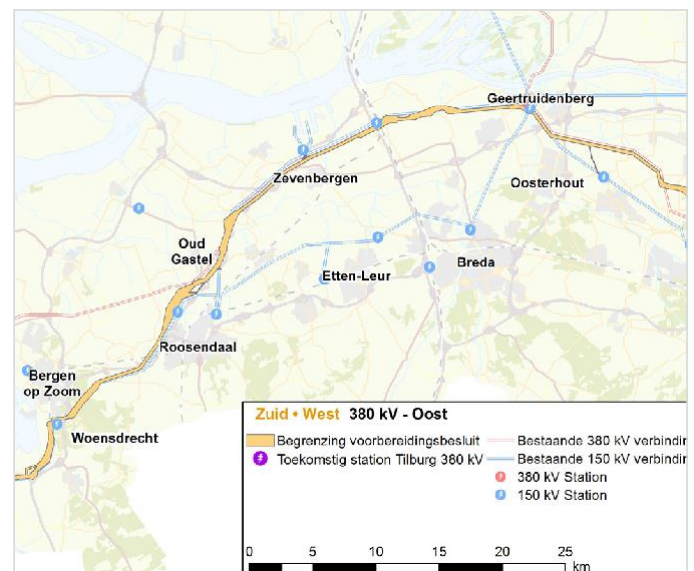 Geertruidenberg
Zevenbergen
Oosterhout
Oud
Gastel
Breda
Etten-Leur
Roosendaal
Bergen
op Zoom
Woensdrecht
Zuid • West 380 kV - Oost
Begrenzing voorbereidingsbesluit
Toekomstig station Tilburg 380 kV
Bestaande 380 kV verbindin
Bestaande 150 kV verbindin
380 kV Station
150 kV Station
0 5 10 15 20 25
km